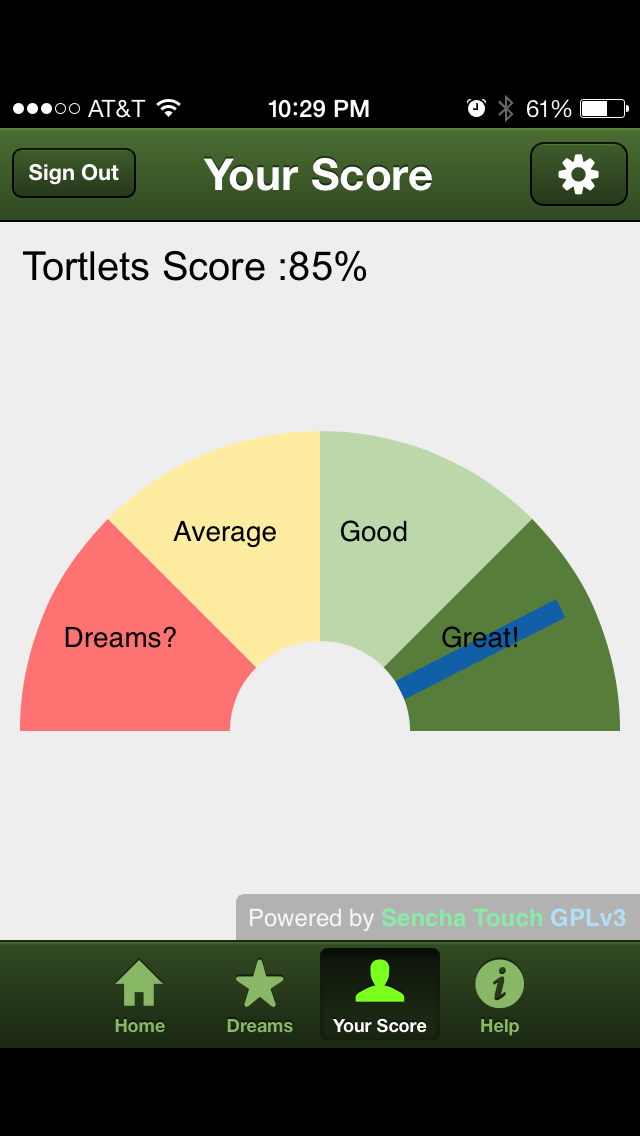 AT&T 10:29 PM 61%
Sign Out Your Score
Tortlets Score :85%
Average Good
Dreams? Great!
Powered by Sencha Touch GPLv3
Home Dreams Your Score Help